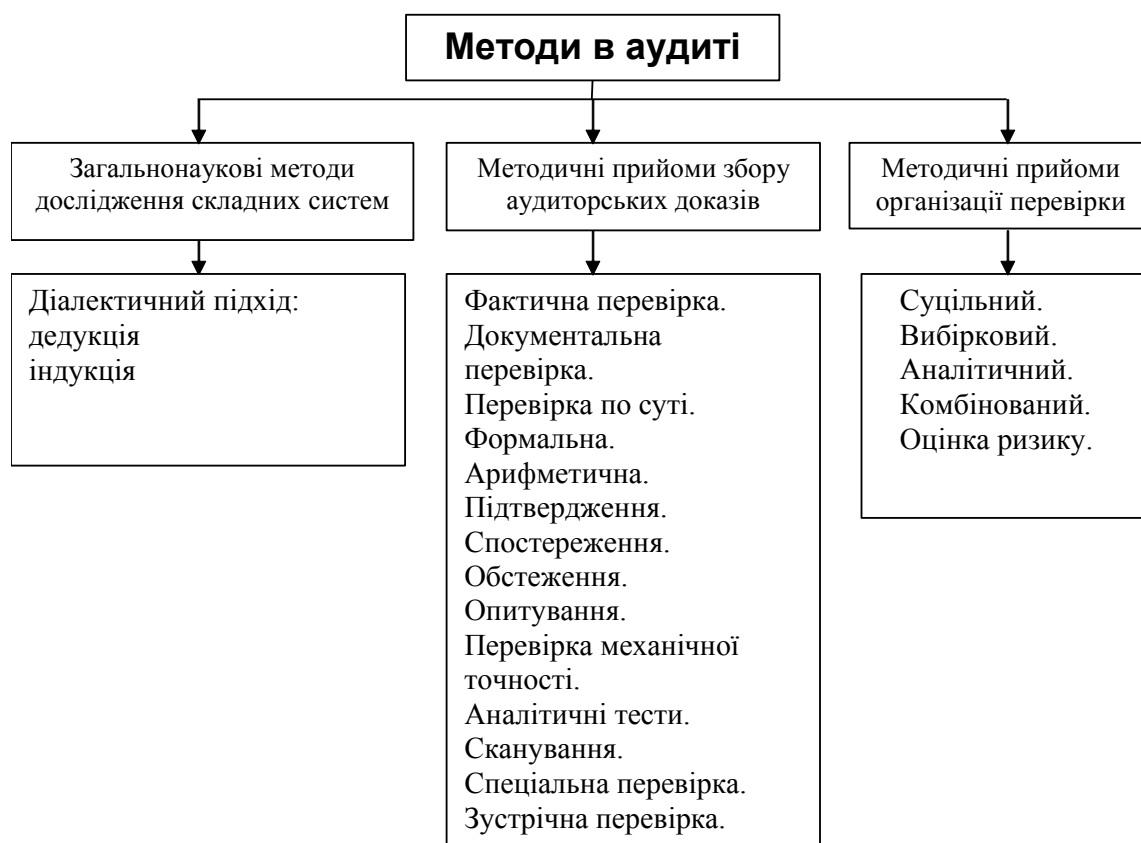 Методи в аудиті
Загальнонаукові методи
дослідження складних систем
Методичні прийоми збору
аудиторських доказів
Методичні прийоми
організації перевірки
Діалектичний підхід:
дедукція
індукція
Фактична перевірка.
Документальна
перевірка.
Перевірка по суті.
Формальна.
Арифметична.
Підтвердження.
Спостереження.
Обстеження.
Опитування.
Перевірка механічної
точності.
Аналітичні тести.
Сканування.
Спеціальна перевірка.
Зустрічна перевірка.
Суцільний.
Вибірковий.
Аналітичний.
Комбінований.
Оцінка ризику.